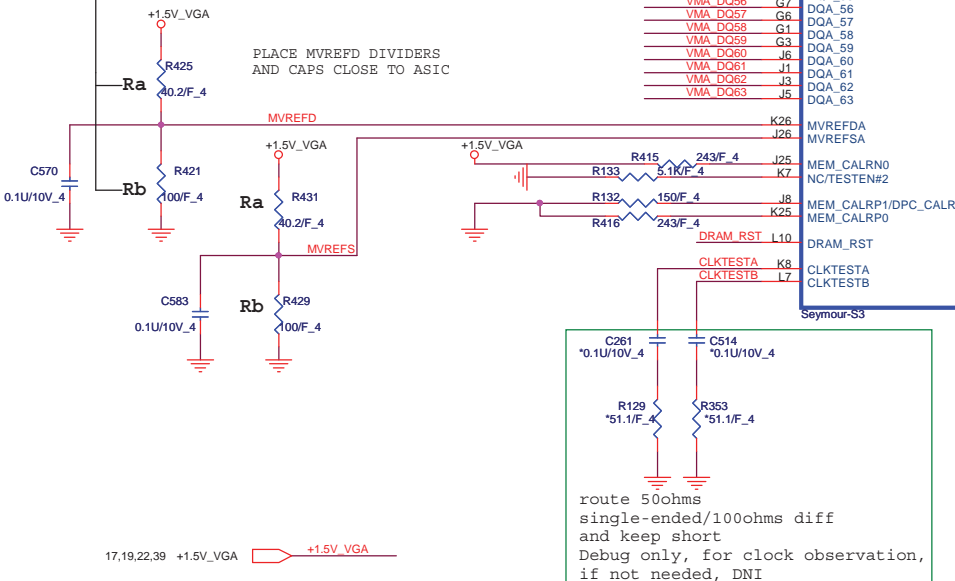 VMA_DQ56 G7 DQA_56
VMA_DQ57 G6 DQA_57
VMA_DQ58 G1 DQA_58
VMA_DQ59 G3 DQA_59
VMA_DQ60 J6 DQA_60
VMA_DQ61 J1 DQA_61
VMA_DQ62 J3 DQA_62
VMA_DQ63 J5 DQA_63
+1.5V_VGA
PLACE MVREFD DIVIDERS
AND CAPS CLOSE TO ASIC
Ra
R425
40.2/F_4
MVREFD
K26 MVREFDA
J26 MVREFSA
C570
0.1U/10V_4
Rb
R421
100/F_4
+1.5V_VGA
Ra
R431
40.2/F_4
MVREFS
C583
0.1U/10V_4
Rb
R429
100/F_4
+1.5V_VGA
R415 243/F_4 J25 MEM_CALRN0
R133 5.1K/F_4 K7 NC/TESTEN#2
R132 150/F_4 J8 MEM_CALRP1/DPC_CALR
R416 243/F_4 K25 MEM_CALRP0
DRAM_RST L10 DRAM_RST
CLKTESTA K8 CLKTESTA
CLKTESTB L7 CLKTESTB
Seymour-S3
C261
*0.1U/10V_4
C514
*0.1U/10V_4
R129
*51.1/F_4
R353
*51.1/F_4
route 50ohms
single-ended/100ohms diff
and keep short
Debug only, for clock observation,
if not needed, DNI
17,19,22,39 +1.5V_VGA +1.5V_VGA